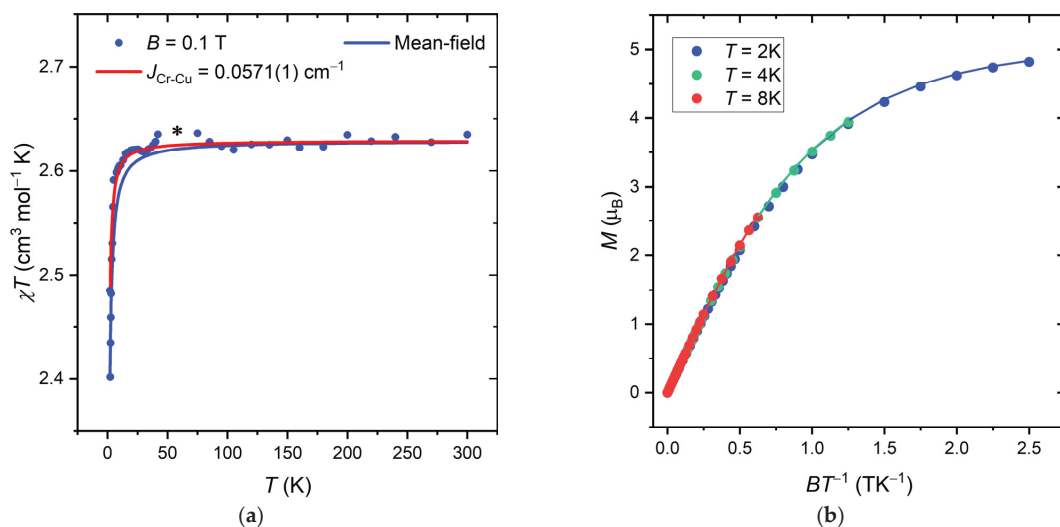 B = 0.1 T
Mean-field
J_Cr-Cu = 0.0571(1) cm⁻¹
*
2.7
2.6
2.5
2.4
χT (cm³ mol⁻¹ K)
0 50 100 150 200 250 300
T (K)
(a)
T = 2K
T = 4K
T = 8K
5
4
3
2
1
0
M (μ_B)
0.0 0.5 1.0 1.5 2.0 2.5
BT⁻¹ (TK⁻¹)
(b)